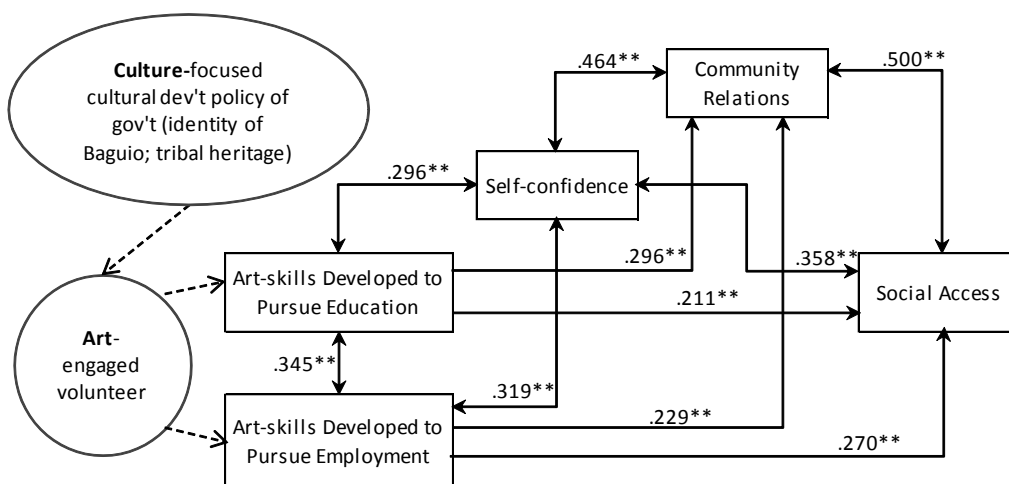 Culture-focused
cultural dev't policy of
gov't (identity of
Baguio; tribal heritage)
.464**
Community
Relations
.500**
.296**
Self-confidence
Art-skills Developed to
Pursue Education
.296**
.358**
.211**
Social Access
Art-
engaged
volunteer
.345**
.319**
Art-skills Developed to
Pursue Employment
.229**
.270**